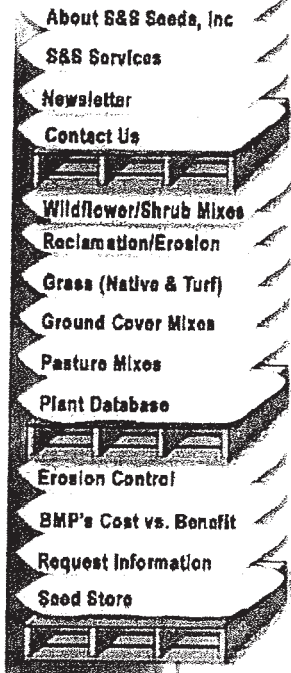 About S&S Seeds, Inc
S&S Services
Newsletter
Contact Us
Wildflower/Shrub Mixes
Reclamation/Erosion
Grass (Native & Turf)
Ground Cover Mixes
Pasture Mixes
Plant Database
Erosion Control
BMP's Cost vs. Benefit
Request Information
Seed Store